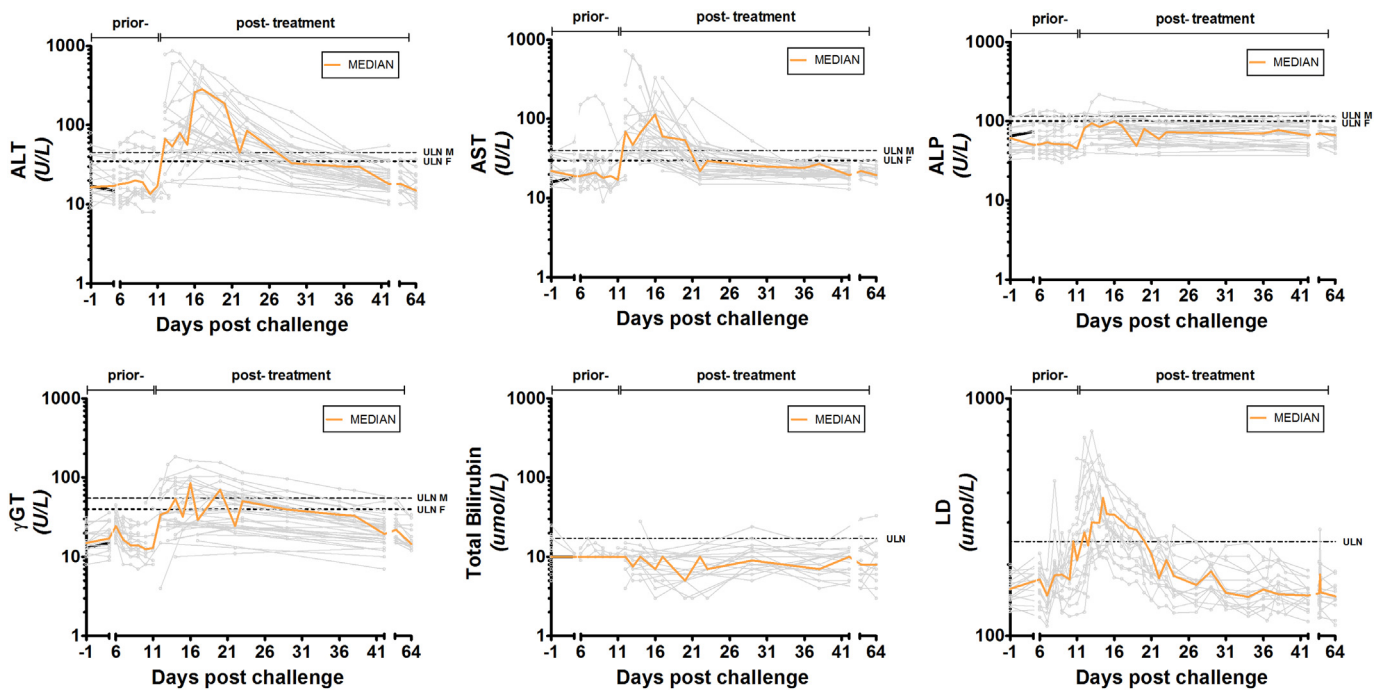 prior-
post- treatment
1000
100
10
1
ALT
(U/L)
MEDIAN
ULN M
ULN F
-1 6 11 16 21 26 31 36 41 64
Days post challenge
prior-
post- treatment
1000
100
10
1
AST
(U/L)
MEDIAN
ULN M
ULN F
-1 6 11 16 21 26 31 36 41 64
Days post challenge
prior-
post- treatment
1000
100
10
1
ALP
(U/L)
MEDIAN
ULN M
ULN F
-1 6 11 16 21 26 31 36 41 64
Days post challenge
prior-
post- treatment
1000
100
10
1
γGT
(U/L)
MEDIAN
ULN M
ULN F
-1 6 11 16 21 26 31 36 41 64
Days post challenge
prior-
post- treatment
1000
100
10
1
Total Bilirubin
(umol/L)
MEDIAN
ULN
-1 6 11 16 21 26 31 36 41 64
Days post challenge
prior-
post- treatment
1000
100
LD
(umol/L)
MEDIAN
ULN
-1 6 11 16 21 26 31 36 41 64
Days post challenge